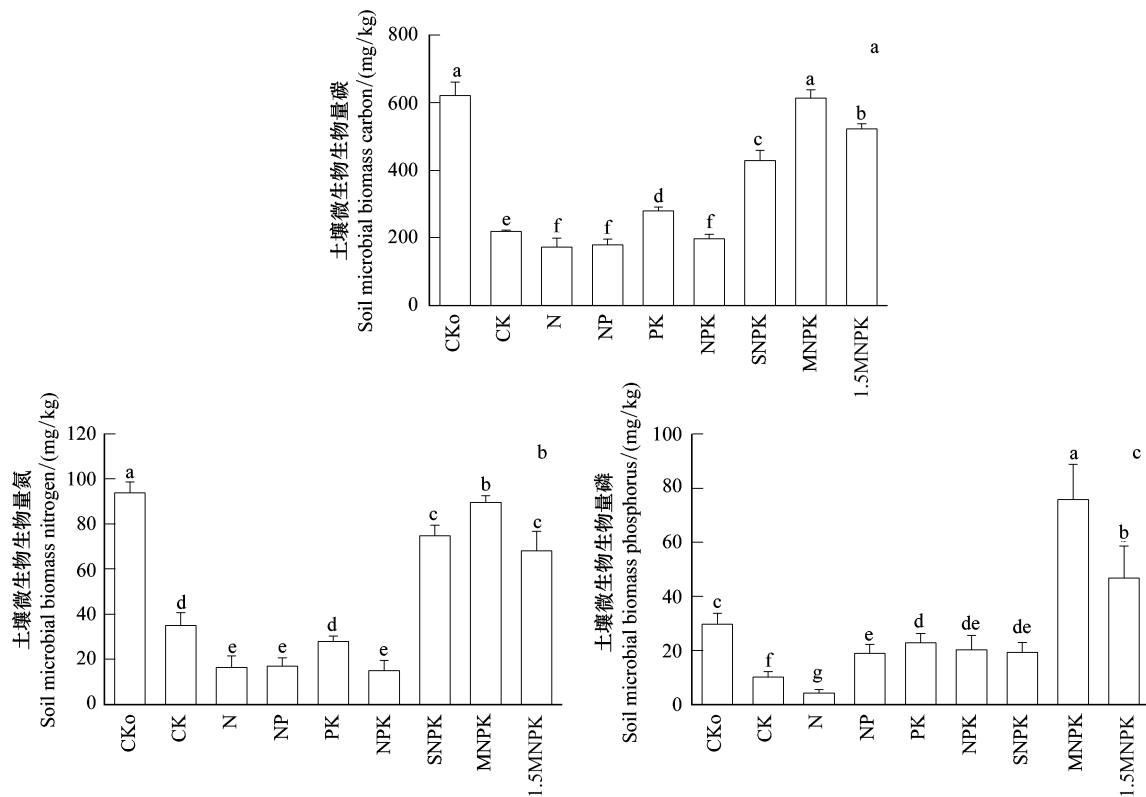 土壤微生物生物量碳
Soil microbial biomass carbon/(mg/kg)
800
600
400
200
0
a
a
e
f
f
d
f
c
a
b
CKo
CK
N
NP
PK
NPK
SNPK
MNPK
1.5MNPK
土壤微生物生物量氮
Soil microbial biomass nitrogen/(mg/kg)
120
100
80
60
40
20
0
b
a
d
e
e
d
e
c
b
c
CKo
CK
N
NP
PK
NPK
SNPK
MNPK
1.5MNPK
土壤微生物生物量磷
Soil microbial biomass phosphorus/(mg/kg)
100
80
60
40
20
0
c
c
f
g
e
d
de
de
a
b
CKo
CK
N
NP
PK
NPK
SNPK
MNPK
1.5MNPK